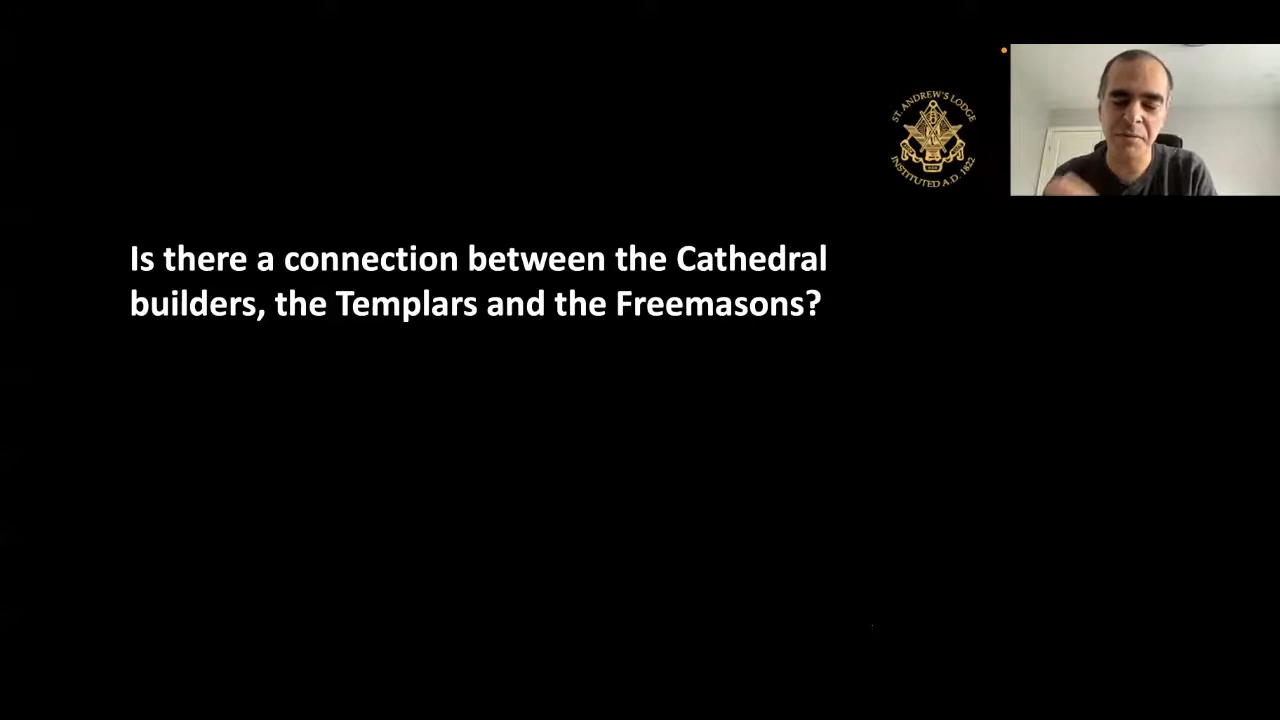 ST. ANDREW'S LODGE
INSTITUTED A.D. 1822
Is there a connection between the Cathedral
builders, the Templars and the Freemasons?